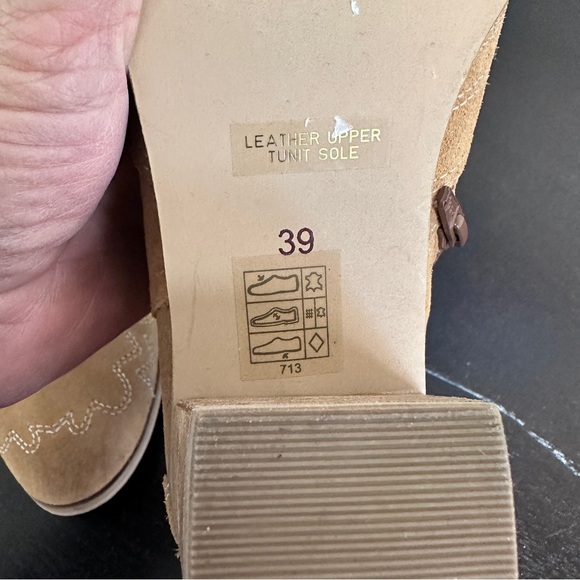 LEATHER UPPER
TUNIT SOLE
39
713